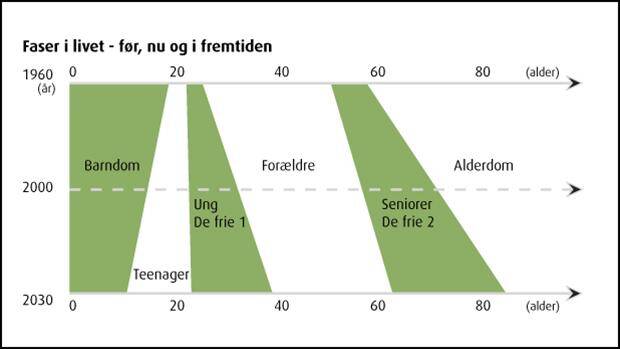 Faser i livet - før, nu og i fremtiden
1960 0 20 40 60 80 (alder)
(år)
Barndom Forældre Alderdom
2000
Ung Seniorer
De frie 1 De frie 2
Teenager
2030 0 20 40 60 80 (alder)